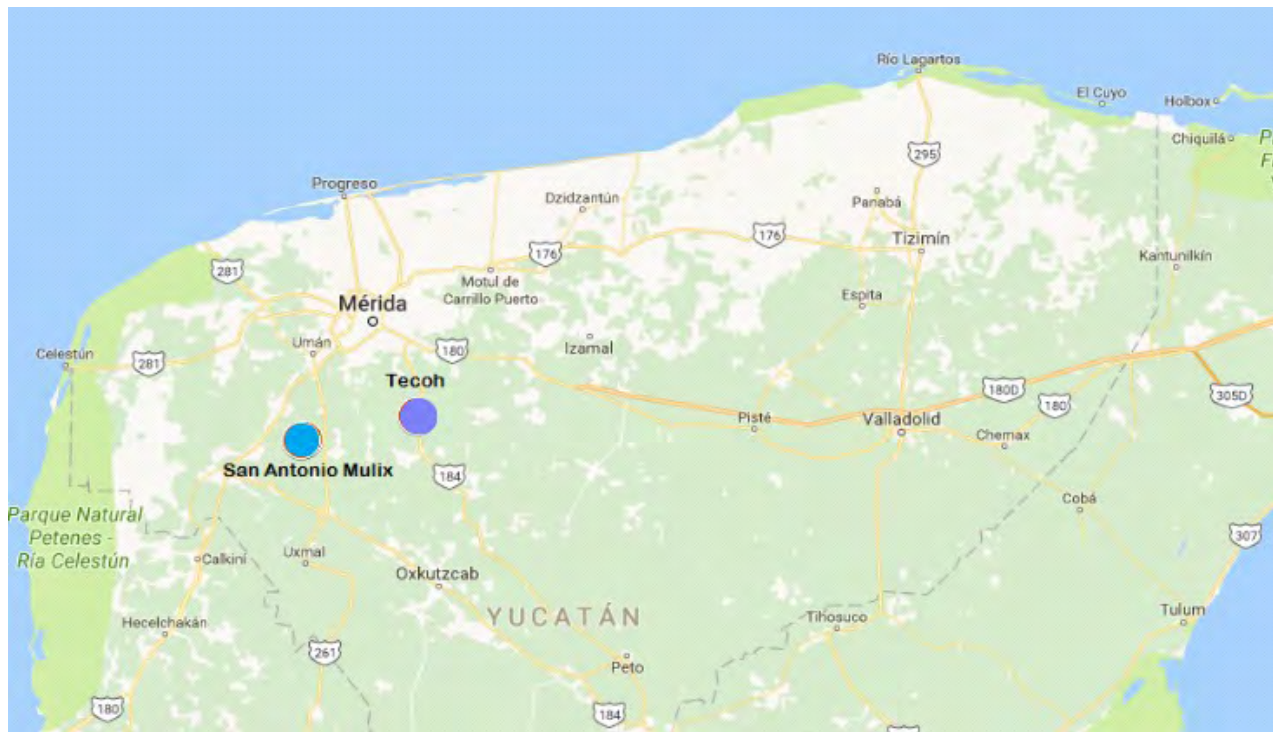 Río Lagartos
El Cuyo
Holbox
Chiquilá
295
Progreso
Dzidzantún
Panabá
176
Tizimín
176
Kantunilkín
281
Motul de
Carrillo Puerto
Espita
Mérida
Umán
Izamal
Celestún
281
180
Tecoh
180D
305D
180
Pisté
Valladolid
Chemax
San Antonio Mulix
184
Cobá
Parque Natural
Petenes -
Ría Celestún
307
Calkiní
Uxmal
Oxkutzcab
YUCATÁN
Hecelchakán
Tihosuco
Tulum
261
Peto
180
184